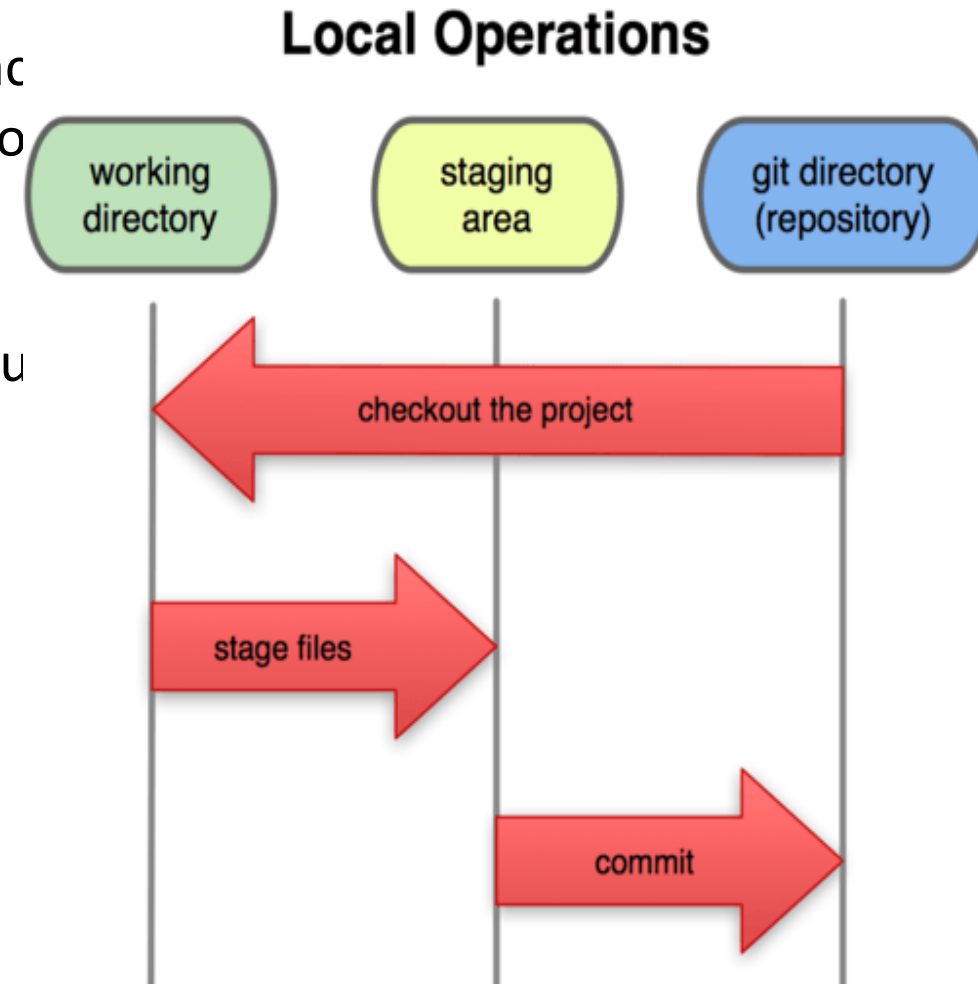 Local Operations
working
directory
staging
area
git directory
(repository)
checkout the project
stage files
commit